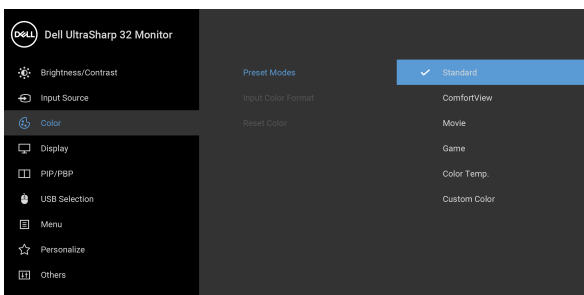 DELL
Dell UltraSharp 32 Monitor
Brightness/Contrast
Input Source
Color
Display
PIP/PBP
USB Selection
Menu
Personalize
Others
Preset Modes
Input Color Format
Reset Color
Standard
ComfortView
Movie
Game
Color Temp.
Custom Color